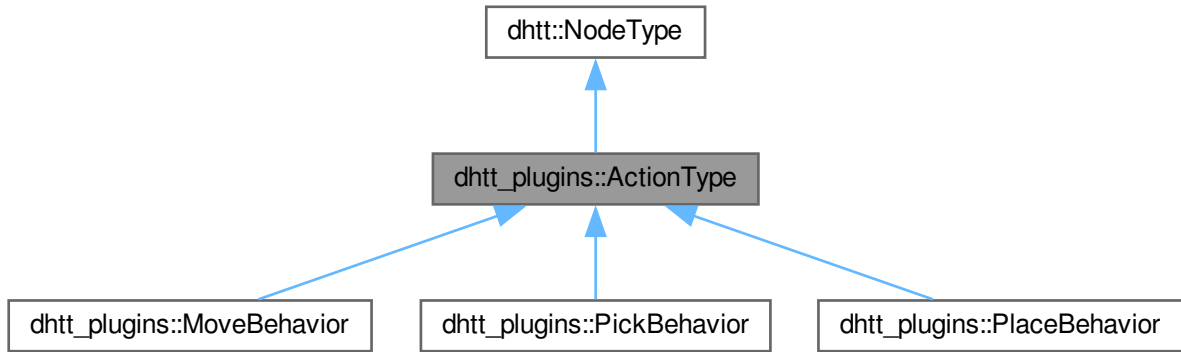 dhtt::NodeType
dhtt_plugins::ActionType
dhtt_plugins::MoveBehavior
dhtt_plugins::PickBehavior
dhtt_plugins::PlaceBehavior